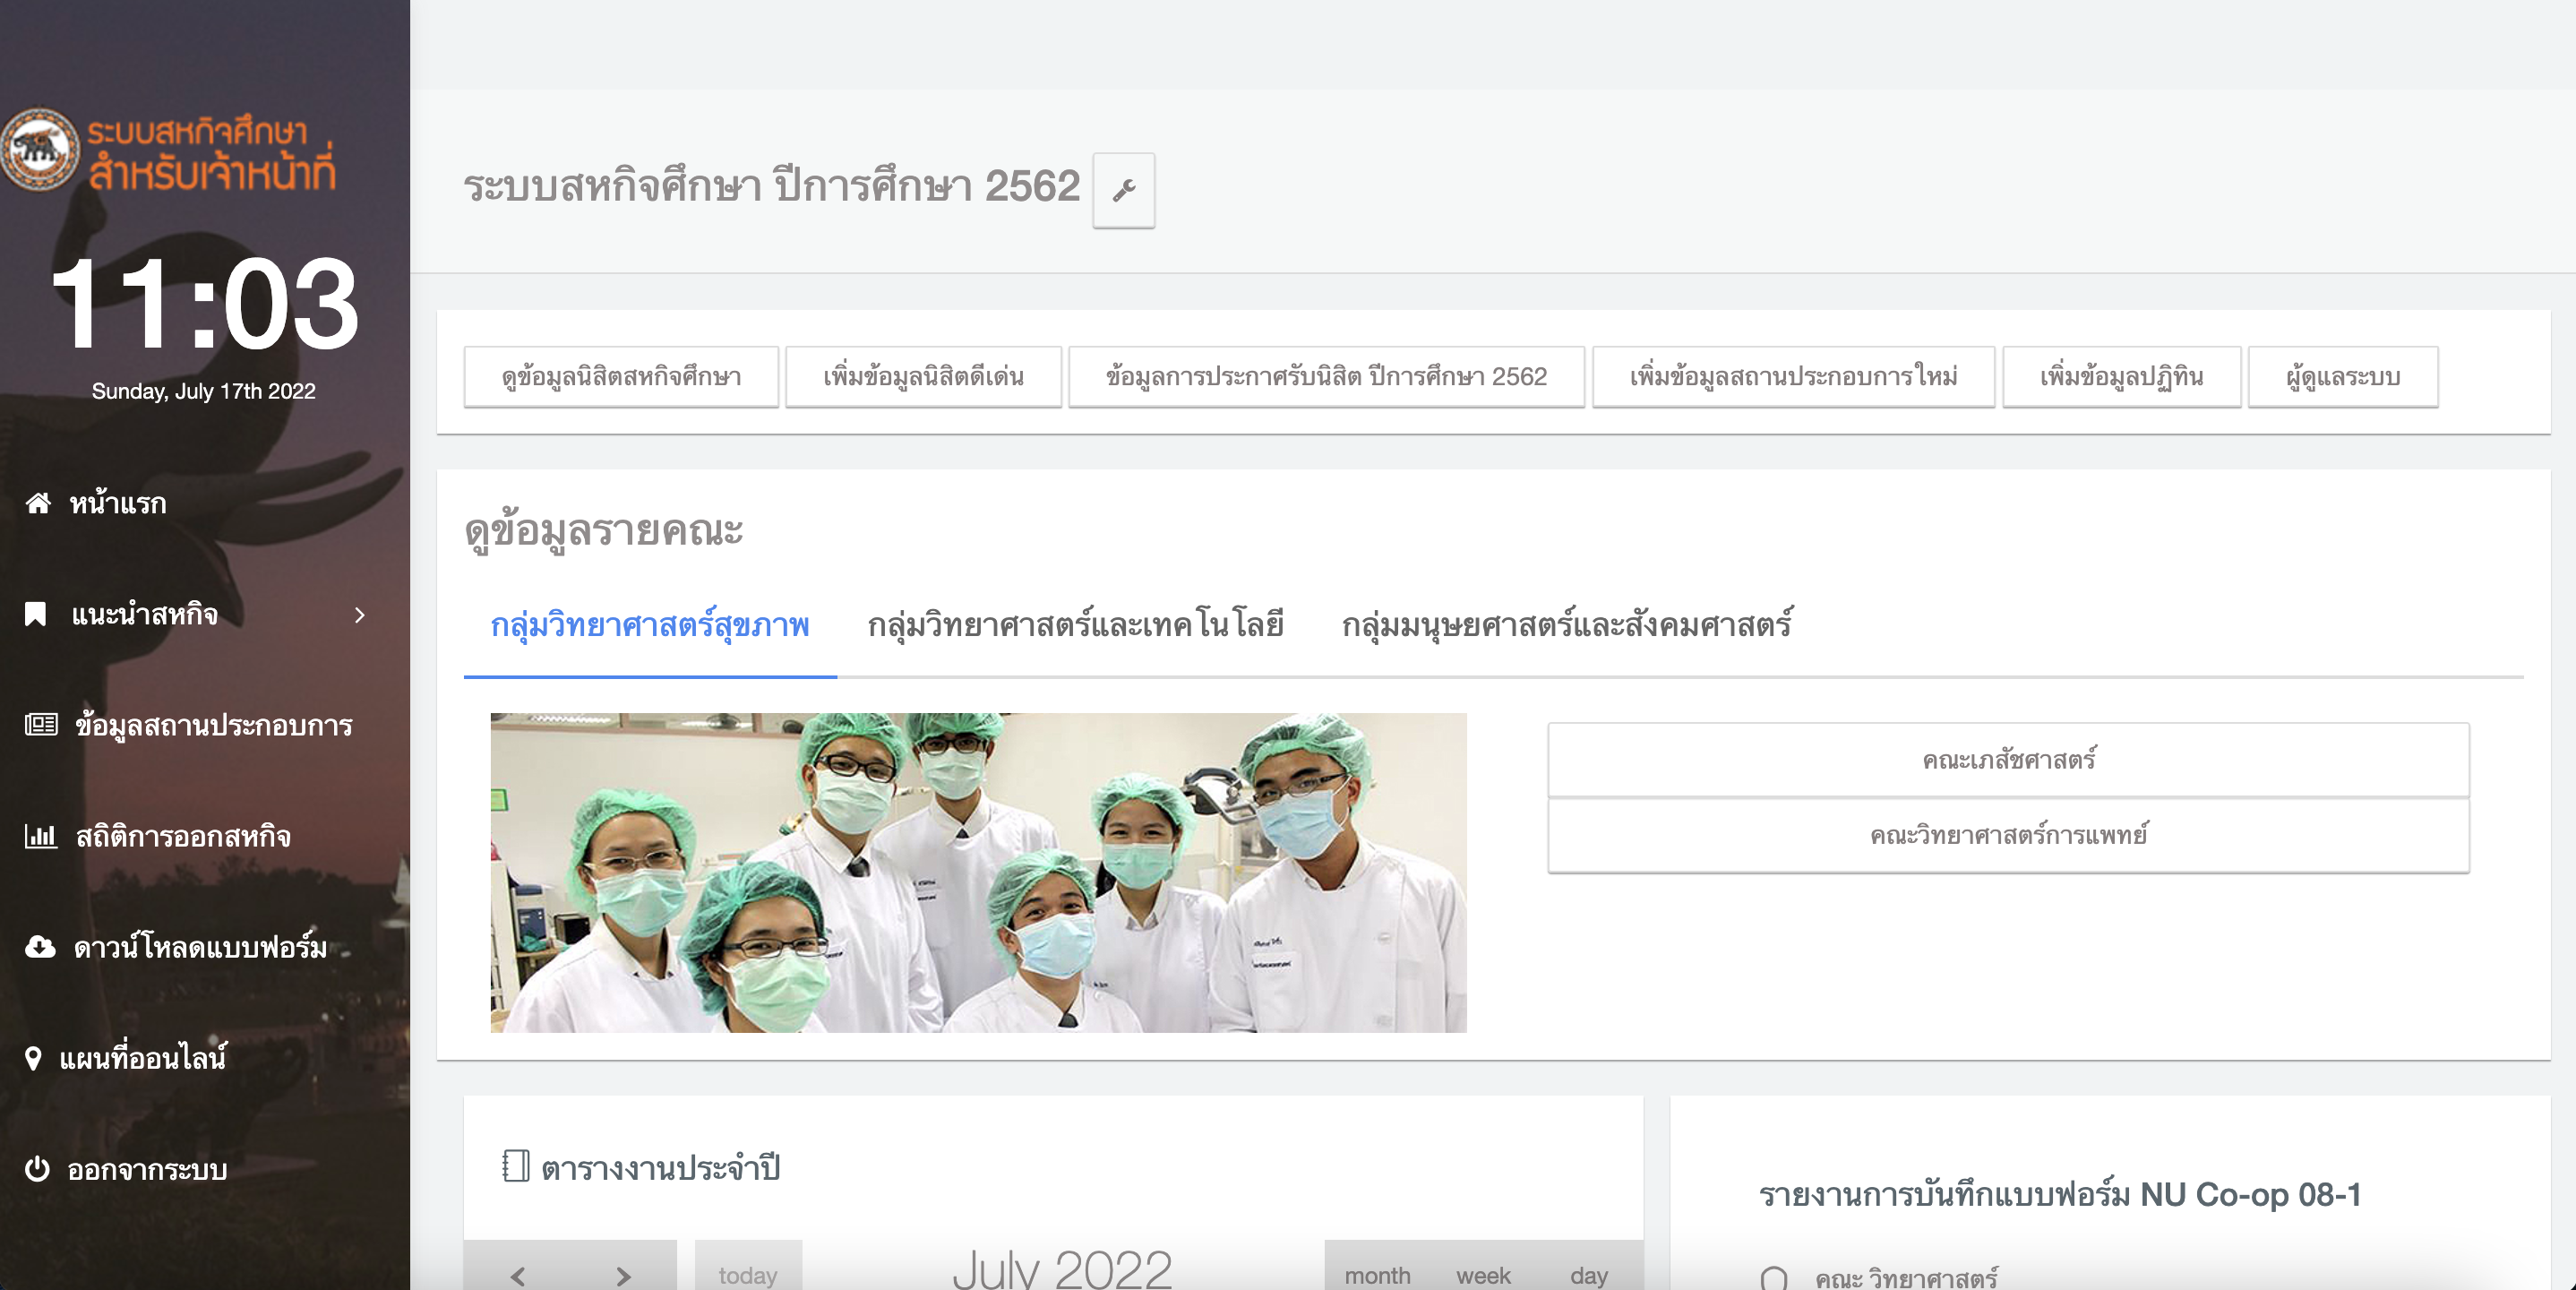 ระบบสหกิจศึกษา
สำหรับเจ้าหน้าที่
11:03
Sunday, July 17th 2022
หน้าแรก
แนะนำสหกิจ
ข้อมูลสถานประกอบการ
สถิติการออกสหกิจ
ดาวน์โหลดแบบฟอร์ม
แผนที่ออนไลน์
ออกจากระบบ
ระบบสหกิจศึกษา ปีการศึกษา 2562
ดูข้อมูลนิสิตสหกิจศึกษา เพิ่มข้อมูลนิสิตดีเด่น ข้อมูลการประกาศรับนิสิต ปีการศึกษา 2562 เพิ่มข้อมูลสถานประกอบการใหม่ เพิ่มข้อมูลปฏิทิน ผู้ดูแลระบบ
ดูข้อมูลรายคณะ
กลุ่มวิทยาศาสตร์สุขภาพ กลุ่มวิทยาศาสตร์และเทคโนโลยี กลุ่มมนุษยศาสตร์และสังคมศาสตร์
คณะเภสัชศาสตร์
คณะวิทยาศาสตร์การแพทย์
ตารางงานประจำปี
today July 2022 month week day
รายงานการบันทึกแบบฟอร์ม NU Co-op 08-1
คณะ วิทยาศาสตร์